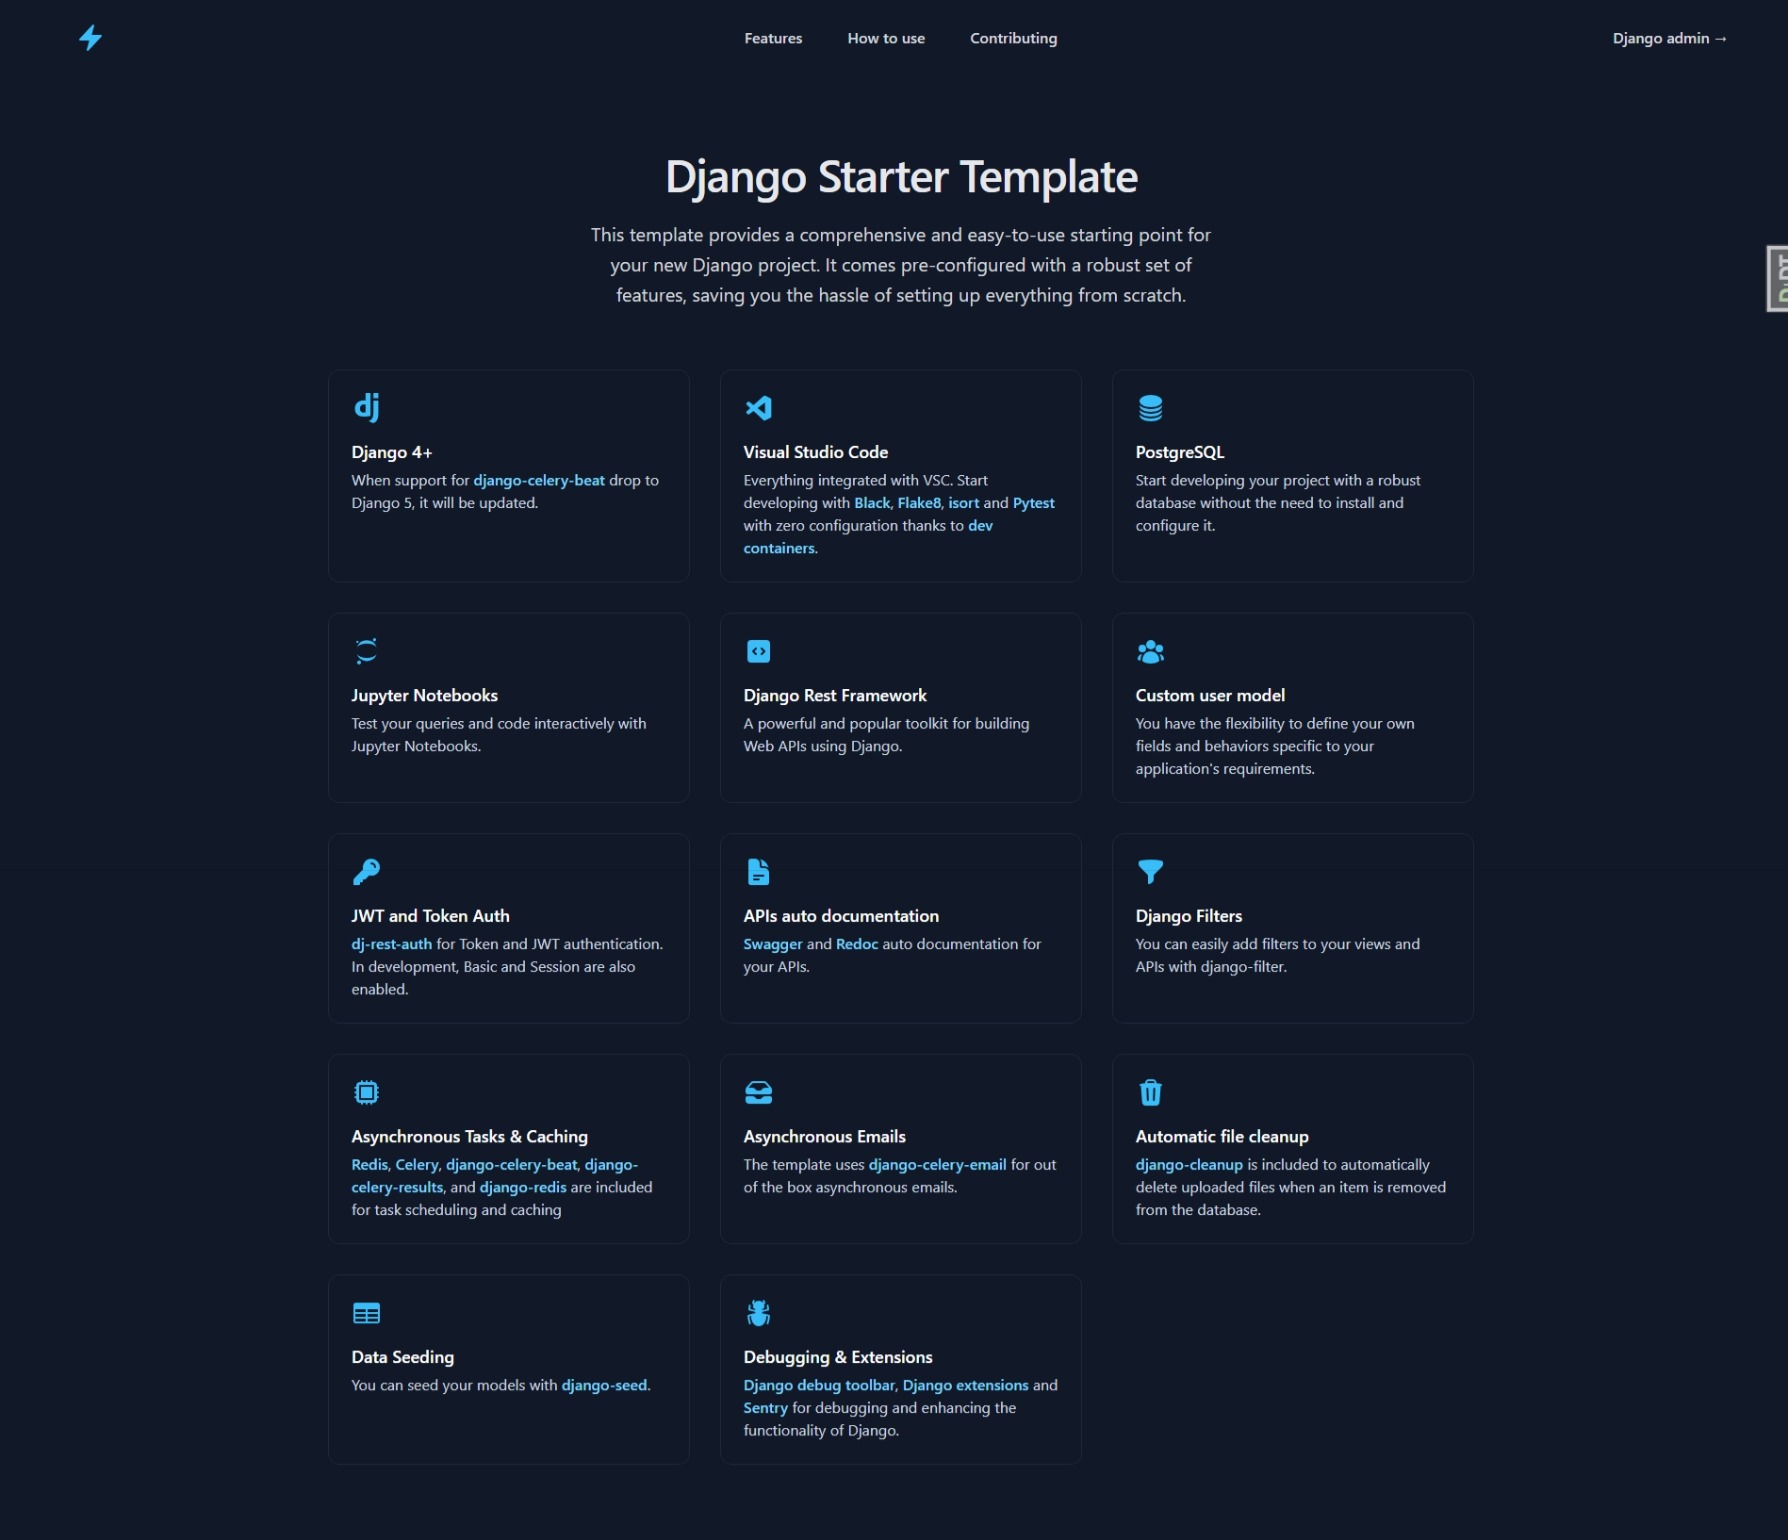 Features
How to use
Contributing
Django admin →
Django Starter Template
This template provides a comprehensive and easy-to-use starting point for
your new Django project. It comes pre-configured with a robust set of
features, saving you the hassle of setting up everything from scratch.
DjDT
dj
Django 4+
When support for django-celery-beat drop to
Django 5, it will be updated.
Visual Studio Code
Everything integrated with VSC. Start
developing with Black, Flake8, isort and Pytest
with zero configuration thanks to dev
containers.
PostgreSQL
Start developing your project with a robust
database without the need to install and
configure it.
Jupyter Notebooks
Test your queries and code interactively with
Jupyter Notebooks.
Django Rest Framework
A powerful and popular toolkit for building
Web APIs using Django.
Custom user model
You have the flexibility to define your own
fields and behaviors specific to your
application's requirements.
JWT and Token Auth
dj-rest-auth for Token and JWT authentication.
In development, Basic and Session are also
enabled.
APIs auto documentation
Swagger and Redoc auto documentation for
your APIs.
Django Filters
You can easily add filters to your views and
APIs with django-filter.
Asynchronous Tasks & Caching
Redis, Celery, django-celery-beat, django-
celery-results, and django-redis are included
for task scheduling and caching
Asynchronous Emails
The template uses django-celery-email for out
of the box asynchronous emails.
Automatic file cleanup
django-cleanup is included to automatically
delete uploaded files when an item is removed
from the database.
Data Seeding
You can seed your models with django-seed.
Debugging & Extensions
Django debug toolbar, Django extensions and
Sentry for debugging and enhancing the
functionality of Django.